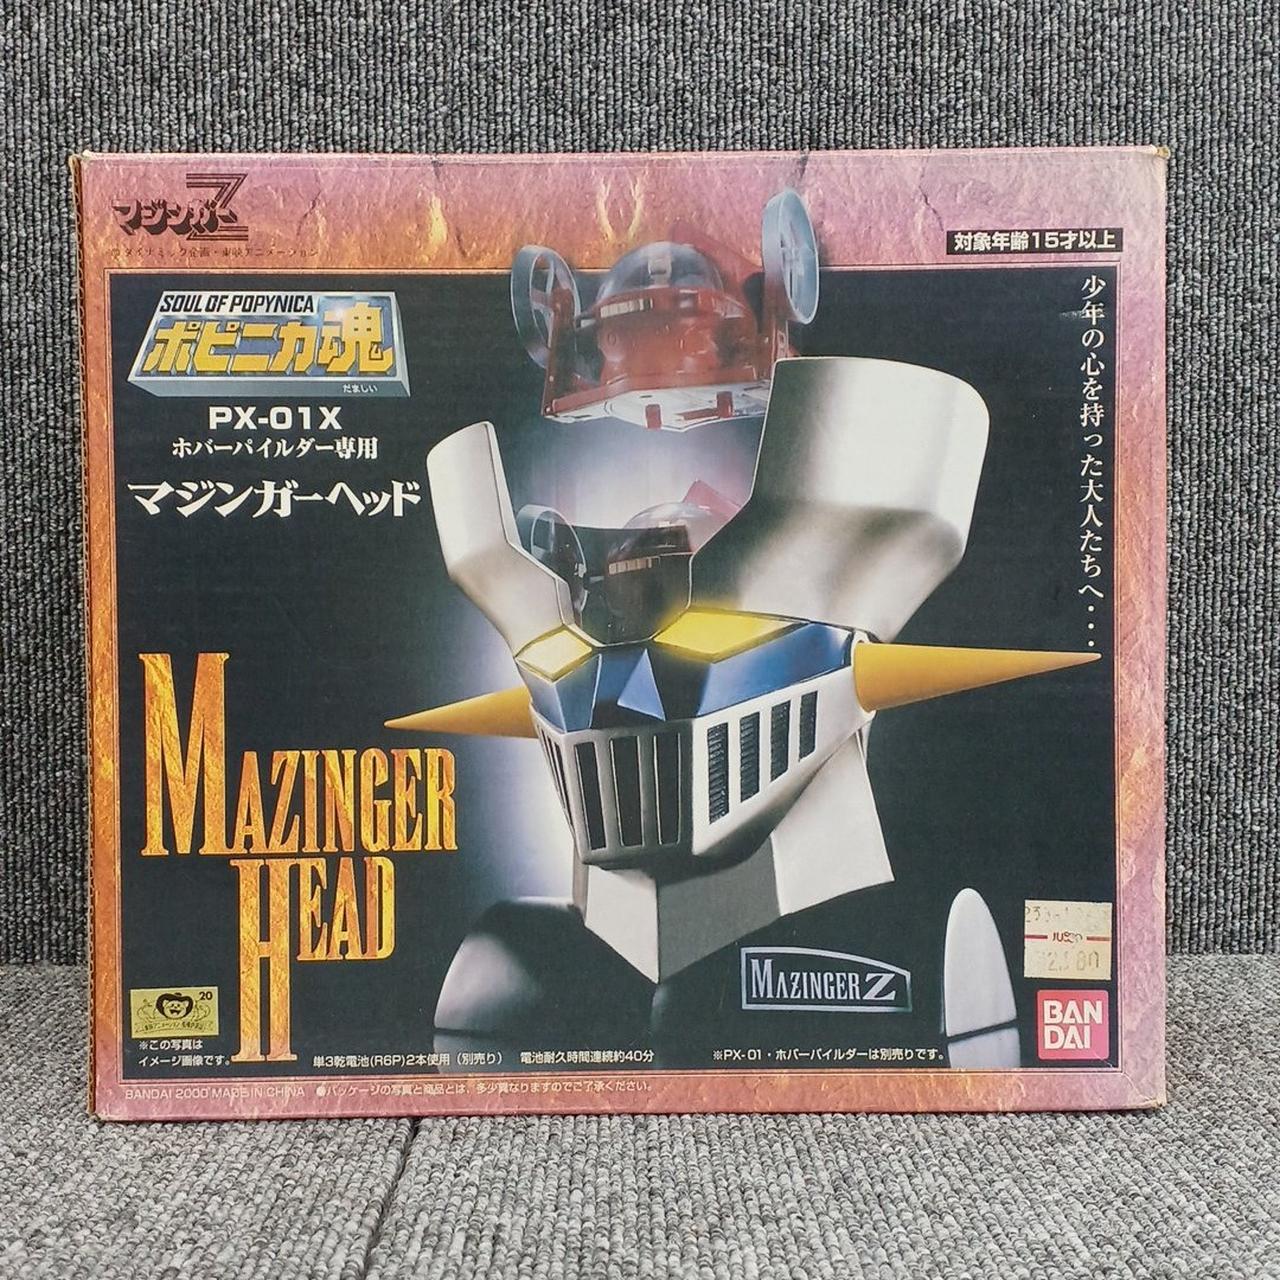 マジンガーZ
©ダイナミック企画・東映アニメーション
対象年齢15才以上
SOUL OF POPYNICA
ポピニカ魂
だましい
PX-01X
ホバーパイルダー専用
マジンガーヘッド
少年の心を持った大人たちへ・・・・
MAZINGER
HEAD
MAZINGER Z
20
BAN
DAI
※この写真は
イメージ画像です。
単3乾電池(R6P)2本使用(別売り) 電池耐久時間連続約40分
※PX-01・ホバーパイルダーは別売りです。
BANDAI 2000 MADE IN CHINA ●パッケージの写真と商品とは、多少異なりますのでご了承ください。